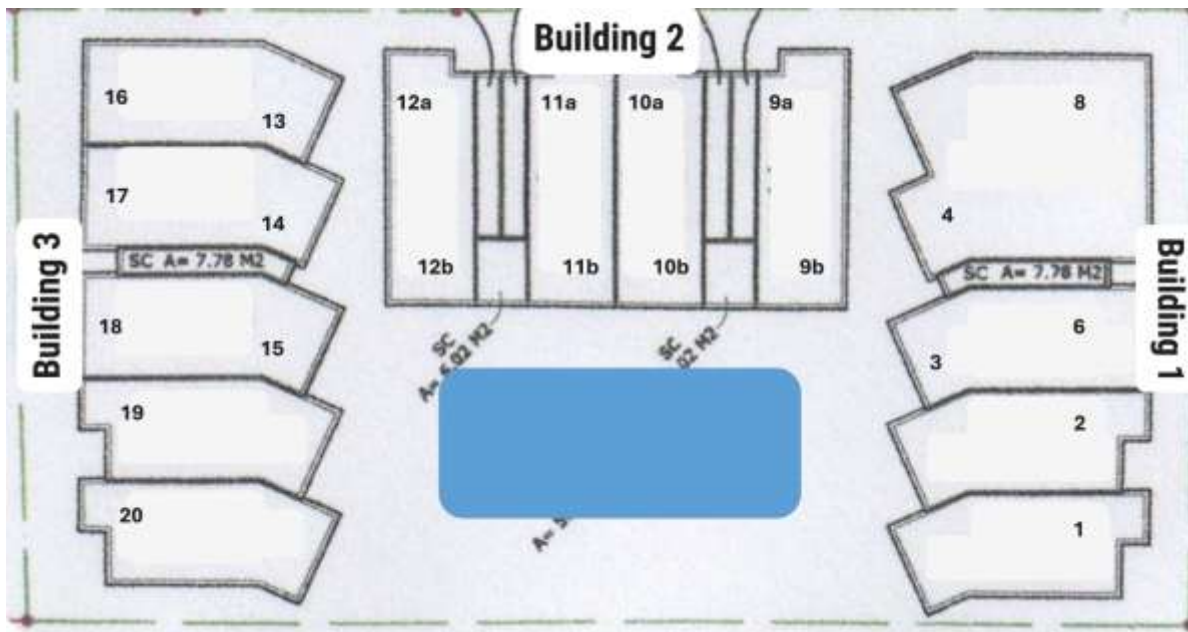 Building 2
16
13
17
14
SC A= 7.78 M2
Building 3
18
15
19
20
12a
11a
10a
9a
12b
11b
10b
9b
SC
A= 6.02 M2
SC
02 M2
A=
8
4
SC A= 7.78 M2
Building 1
6
3
2
1